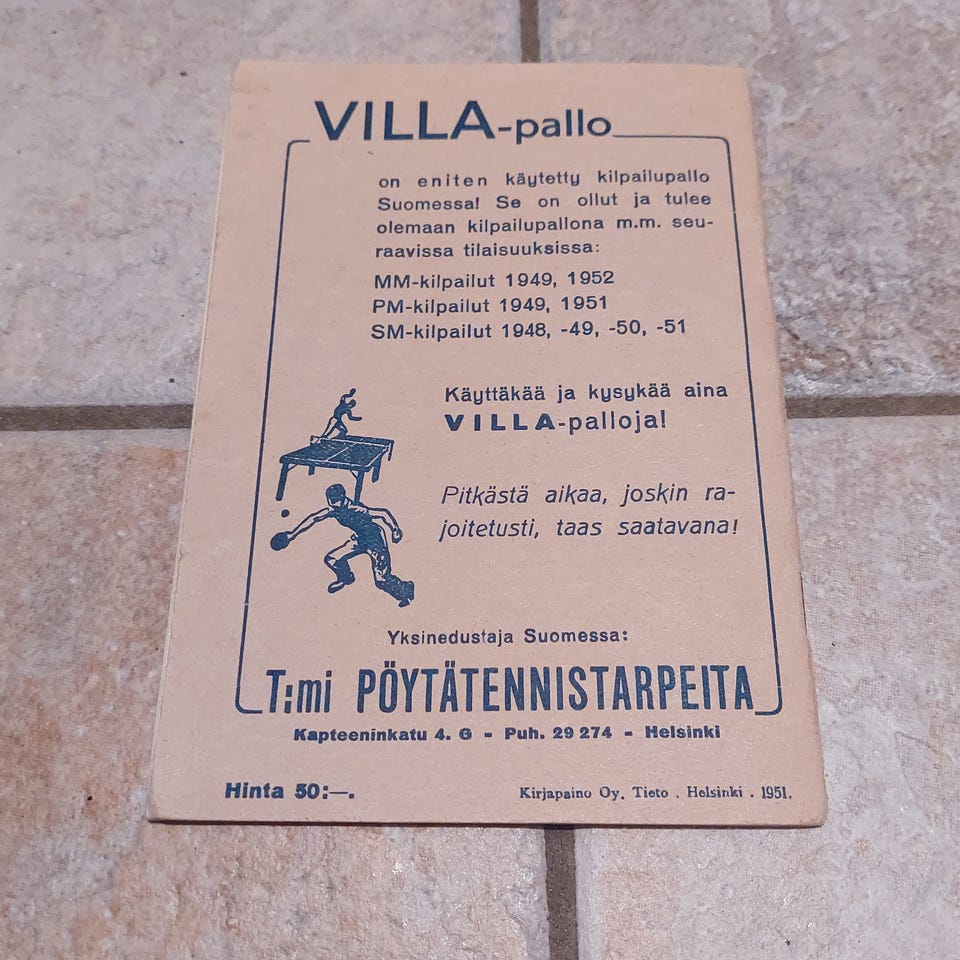 VILLA-pallo
on eniten käytetty kilpailupallo
Suomessa! Se on ollut ja tulee
olemaan kilpailupallona m.m. seu-
raavissa tilaisuuksissa:
MM-kilpailut 1949, 1952
PM-kilpailut 1949, 1951
SM-kilpailut 1948, -49, -50, -51
Käyttäkää ja kysykää aina
VILLA-palloja!
Pitkästä aikaa, joskin ra-
joitetusti, taas saatavana!
Yksinedustaja Suomessa:
T:mi PÖYTÄTENNISTARPEITA
Kapteeninkatu 4. G - Puh. 29 274 - Helsinki
Hinta 50:—.
Kirjapaino Oy. Tieto . Helsinki . 1951.